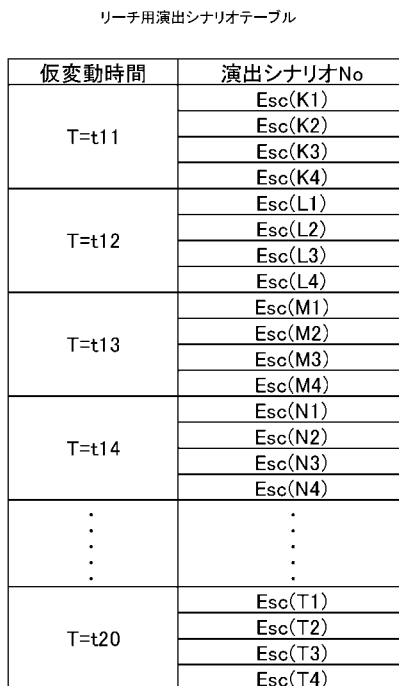 リーチ用演出シナリオテーブル
仮変動時間 演出シナリオNo
T=t11 Esc(K1)
Esc(K2)
Esc(K3)
Esc(K4)
T=t12 Esc(L1)
Esc(L2)
Esc(L3)
Esc(L4)
T=t13 Esc(M1)
Esc(M2)
Esc(M3)
Esc(M4)
T=t14 Esc(N1)
Esc(N2)
Esc(N3)
Esc(N4)
・ ・
・ ・
・ ・
・ ・
・ ・
T=t20 Esc(T1)
Esc(T2)
Esc(T3)
Esc(T4)